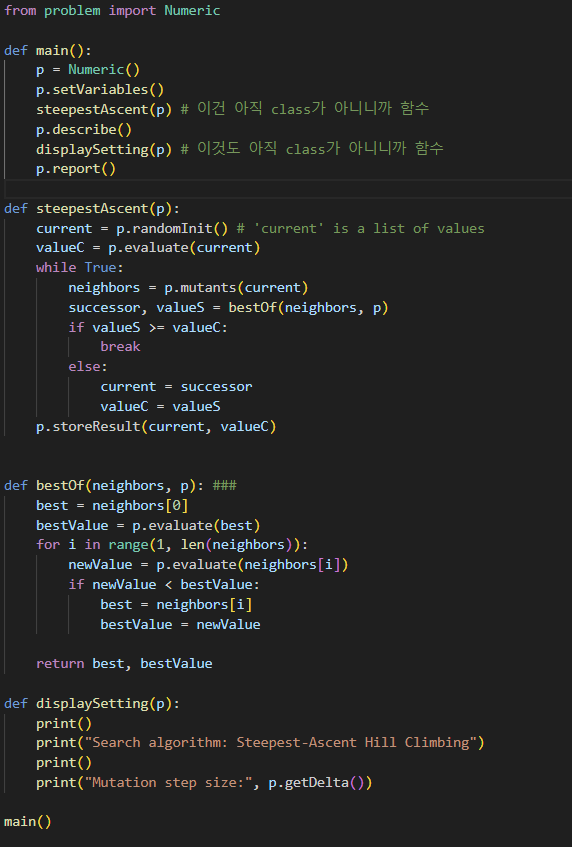 from problem import Numeric
def main():
p = Numeric()
p.setVariables()
steepestAscent(p) # 이건 아직 class가 아니니까 함수
p.describe()
displaySetting(p) # 이것도 아직 class가 아니니까 함수
p.report()
def steepestAscent(p):
current = p.randomInit() # 'current' is a list of values
valueC = p.evaluate(current)
while True:
neighbors = p.mutants(current)
successor, valueS = bestOf(neighbors, p)
if valueS >= valueC:
break
else:
current = successor
valueC = valueS
p.storeResult(current, valueC)
def bestOf(neighbors, p): ###
best = neighbors[0]
bestValue = p.evaluate(best)
for i in range(1, len(neighbors)):
newValue = p.evaluate(neighbors[i])
if newValue < bestValue:
best = neighbors[i]
bestValue = newValue
return best, bestValue
def displaySetting(p):
print()
print("Search algorithm: Steepest-Ascent Hill Climbing")
print()
print("Mutation step size:", p.getDelta())
main()